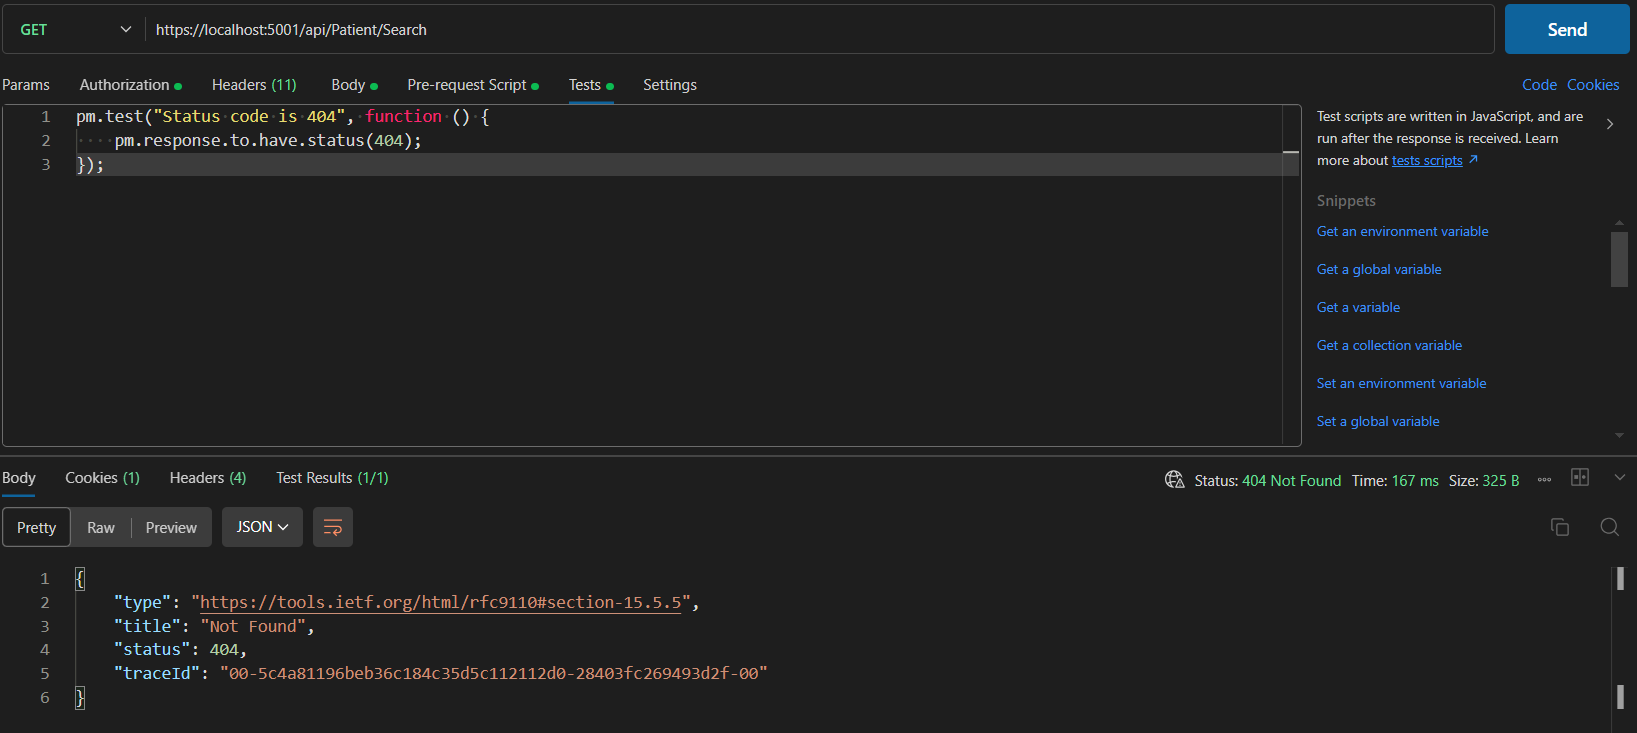 GET https://localhost:5001/api/Patient/Search Send
Params Authorization Headers (11) Body Pre-request Script Tests Settings Code Cookies
1 pm.test("Status code is 404", function () {
2 pm.response.to.have.status(404);
3 });
Test scripts are written in JavaScript, and are
run after the response is received. Learn
more about tests scripts
Snippets
Get an environment variable
Get a global variable
Get a variable
Get a collection variable
Set an environment variable
Set a global variable
Body Cookies (1) Headers (4) Test Results (1/1) Status: 404 Not Found Time: 167 ms Size: 325 B
Pretty Raw Preview JSON
1 {
2 "type": "https://tools.ietf.org/html/rfc9110#section-15.5.5",
3 "title": "Not Found",
4 "status": 404,
5 "traceId": "00-5c4a81196beb36c184c35d5c112112d0-28403fc269493d2f-00"
6 }